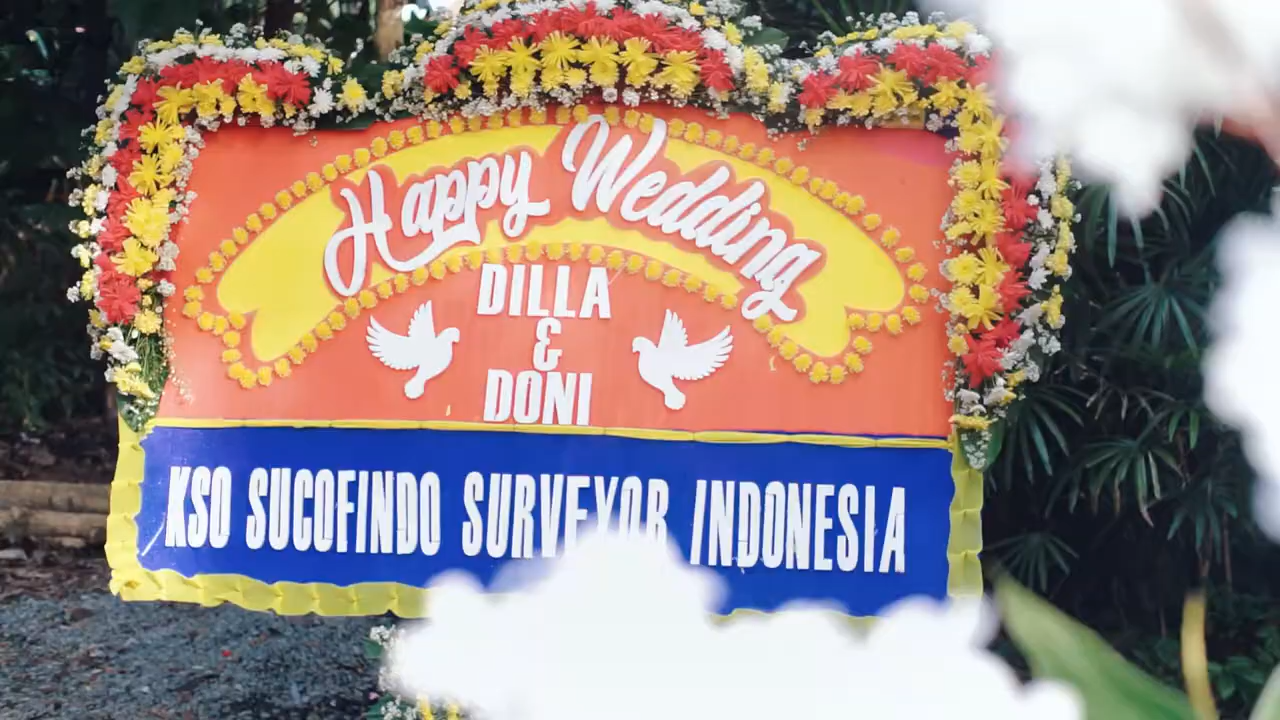 Happy Wedding
DILLA
&
DONI
KSO SUCOFINDO SURVEYOR INDONESIA